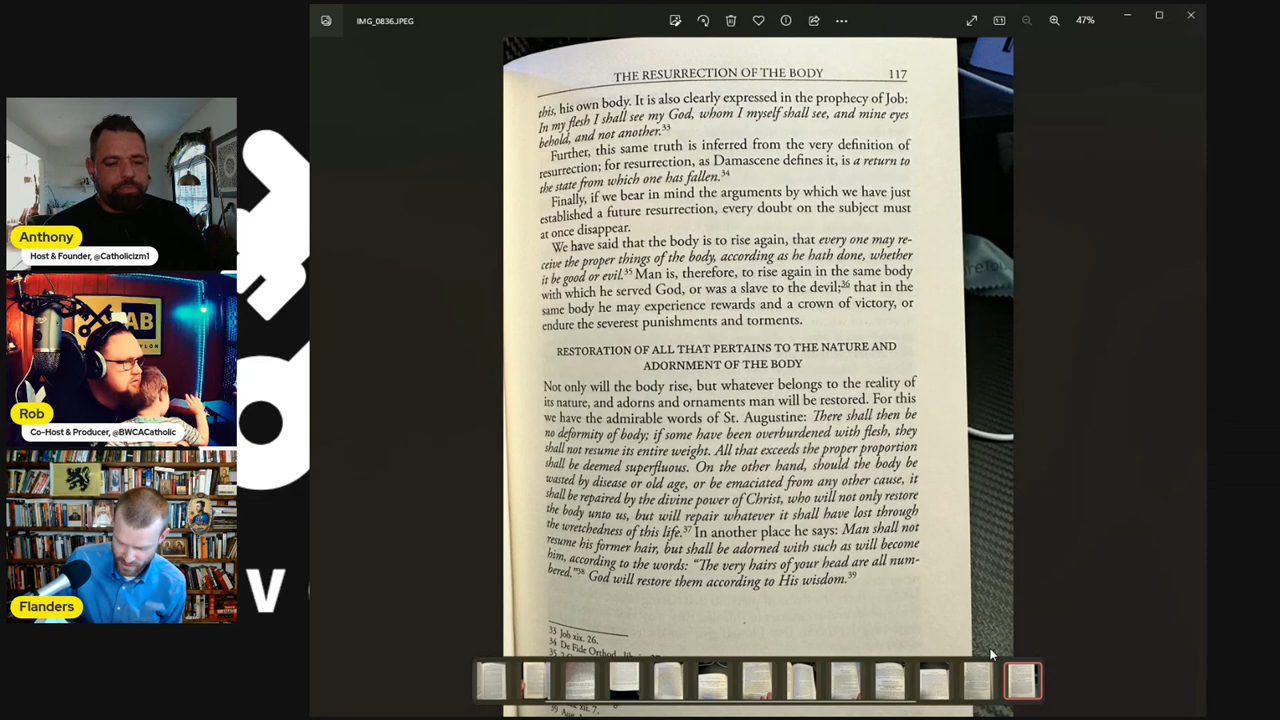 IMG_0836.JPEG
47%
THE RESURRECTION OF THE BODY 117
this, his own body. It is also clearly expressed in the prophecy of Job:
In my flesh I shall see my God, whom I myself shall see, and mine eyes
behold, and not another.33
Further, this same truth is inferred from the very definition of
resurrection; for resurrection, as Damascene defines it, is a return to
the state from which one has fallen.34
Finally, if we bear in mind the arguments by which we have just
established a future resurrection, every doubt on the subject must
at once disappear.
We have said that the body is to rise again, that every one may re-
ceive the proper things of the body, according as he hath done, whether
it be good or evil.35 Man is, therefore, to rise again in the same body
with which he served God, or was a slave to the devil;36 that in the
same body he may experience rewards and a crown of victory, or
endure the severest punishments and torments.
RESTORATION OF ALL THAT PERTAINS TO THE NATURE AND
ADORNMENT OF THE BODY
Not only will the body rise, but whatever belongs to the reality of
its nature, and adorns and ornaments man will be restored. For this
we have the admirable words of St. Augustine: There shall then be
no deformity of body; if some have been overburdened with flesh, they
shall not resume its entire weight. All that exceeds the proper proportion
shall be deemed superfluous. On the other hand, should the body be
wasted by disease or old age, or be emaciated from any other cause, it
shall be repaired by the divine power of Christ, who will not only restore
the body unto us, but will repair whatever it shall have lost through
the wretchedness of this life.37 In another place he says: Man shall not
resume his former hair, but shall be adorned with such as will become
him, according to the words: "The very hairs of your head are all num-
bered."38 God will restore them according to His wisdom.39
33 Job xix. 26.
34 De Fide Orthod.
35
xii. 7.
Anthony
Host & Founder, @Catholicizm1
AB
Rob
Co-Host & Producer, @BWCACatholic
Flanders
V